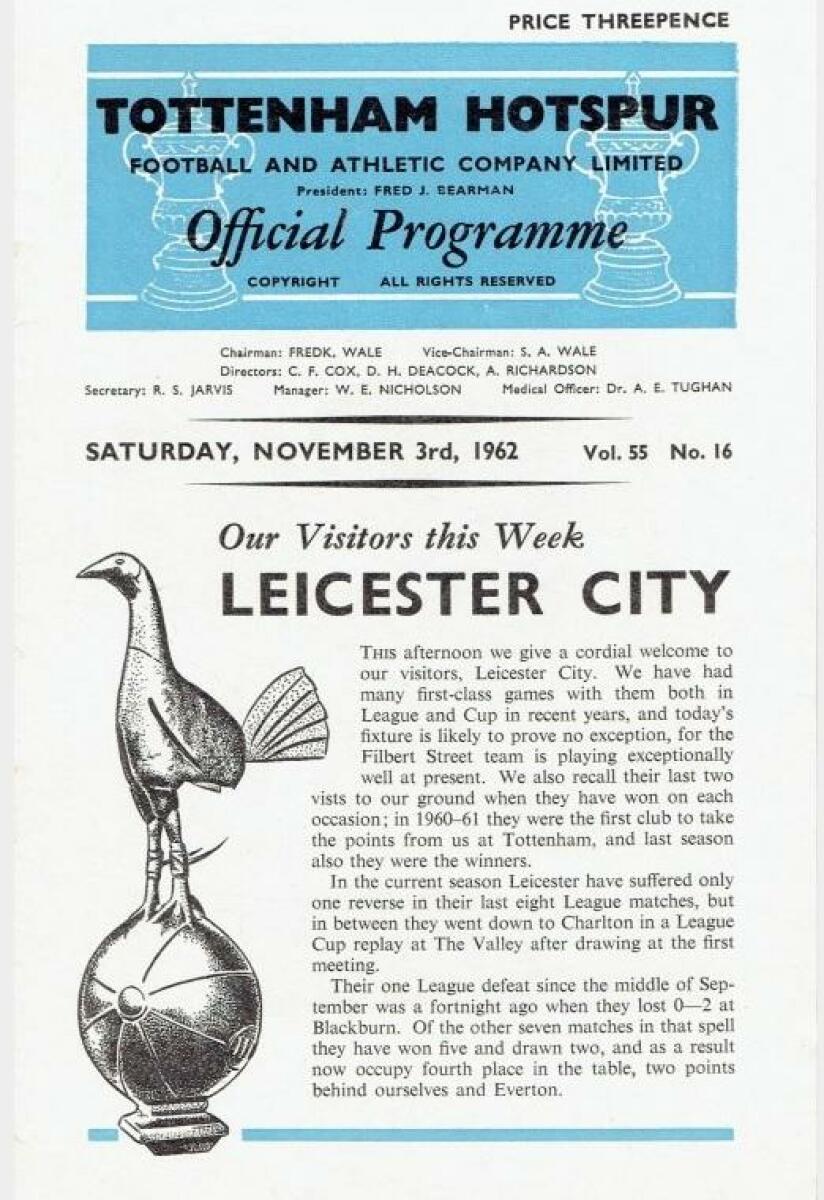 PRICE THREEPENCE
TOTTENHAM HOTSPUR
FOOTBALL AND ATHLETIC COMPANY LIMITED
President: FRED J. BEARMAN
Official Programme
COPYRIGHT ALL RIGHTS RESERVED
Chairman: FREDK, WALE Vice-Chairman: S. A. WALE
Directors: C. F. COX, D. H. DEACOCK, A. RICHARDSON
Secretary: R. S. JARVIS Manager: W. E. NICHOLSON Medical Officer: Dr. A. E. TUGHAN
SATURDAY, NOVEMBER 3rd, 1962 Vol. 55 No. 16
Our Visitors this Week
LEICESTER CITY
THIS afternoon we give a cordial welcome to
our visitors, Leicester City. We have had
many first-class games with them both in
League and Cup in recent years, and today's
fixture is likely to prove no exception, for the
Filbert Street team is playing exceptionally
well at present. We also recall their last two
vists to our ground when they have won on each
occasion; in 1960–61 they were the first club to take
the points from us at Tottenham, and last season
also they were the winners.
In the current season Leicester have suffered only
one reverse in their last eight League matches, but
in between they went down to Charlton in a League
Cup replay at The Valley after drawing at the first
meeting.
Their one League defeat since the middle of Sep-
tember was a fortnight ago when they lost 0—2 at
Blackburn. Of the other seven matches in that spell
they have won five and drawn two, and as a result
now occupy fourth place in the table, two points
behind ourselves and Everton.